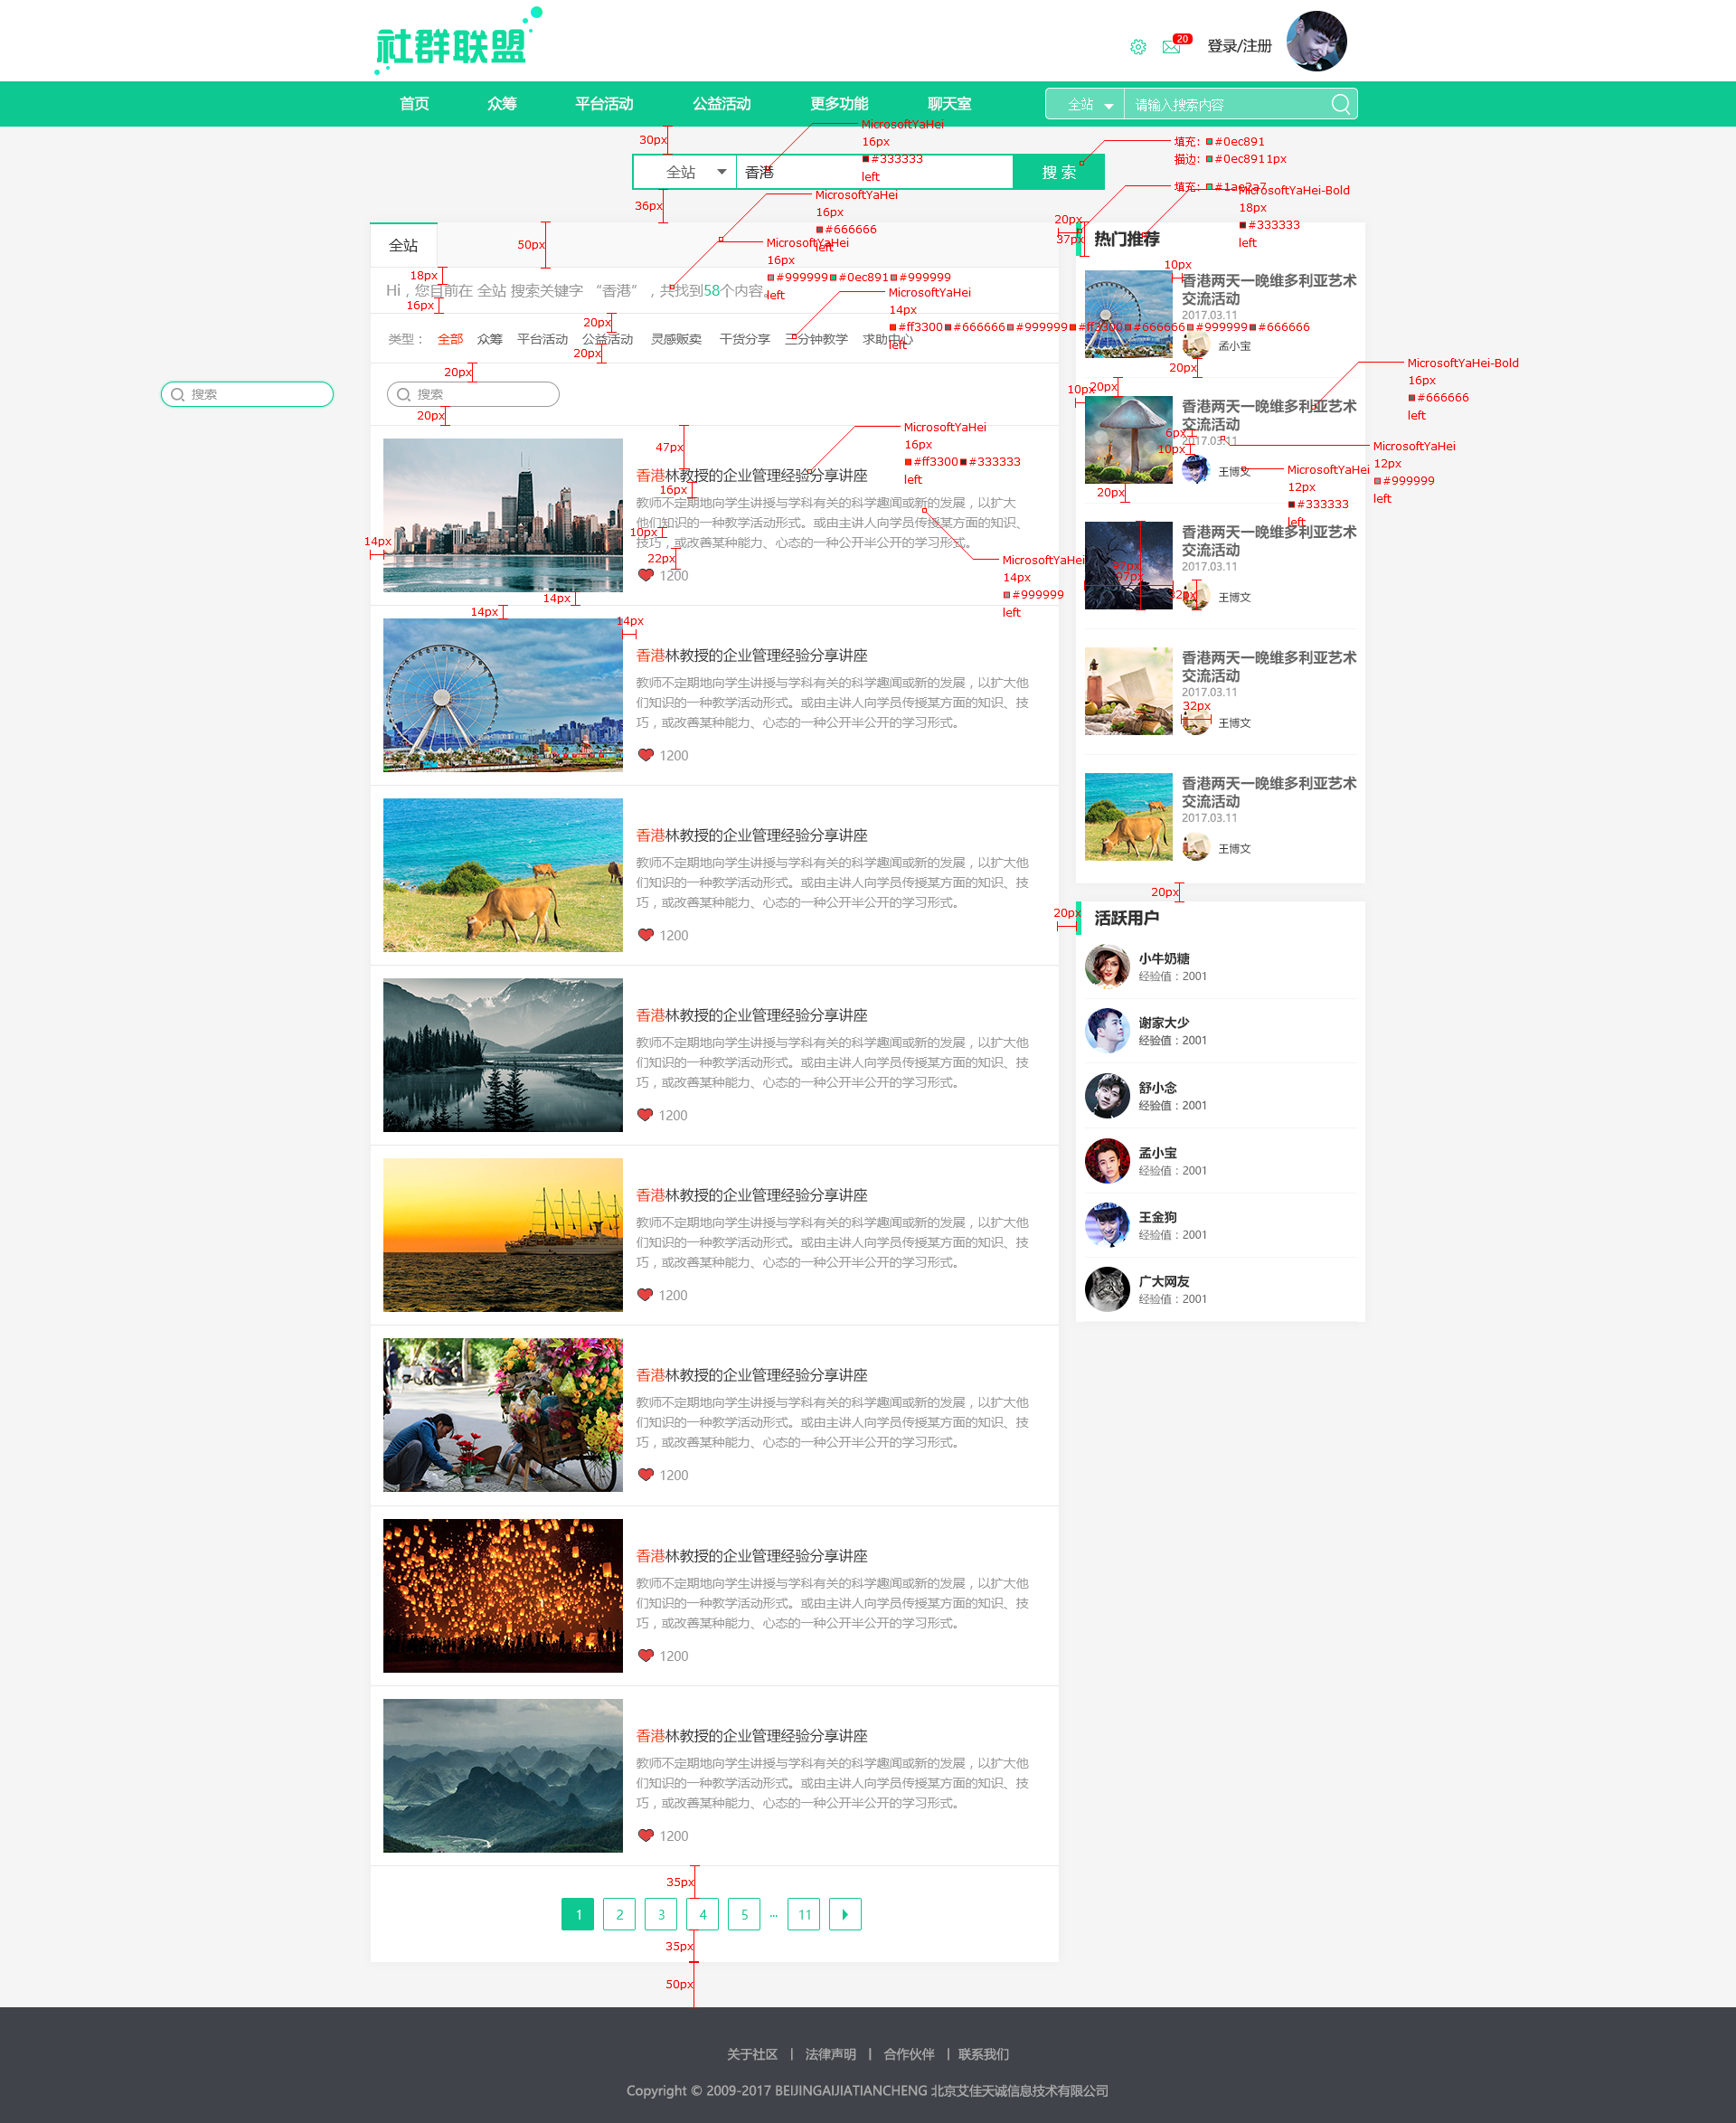 社群联盟
20
登录/注册
首页 众筹 平台活动 公益活动 更多功能 聊天室 全站 请输入搜索内容
30px
MicrosoftYaHei
16px
#333333
left
填充: #0ec891
描边: #0ec8911px
全站 香港 搜 索
填充: #1ae2a7
36px
MicrosoftYaHei
16px
#666666
left
MicrosoftYaHei-Bold
18px
#333333
left
20px
37px
全站
50px
MicrosoftYaHei
16px
#999999 #0ec891 #999999
left
18px
Hi，您目前在 全站 搜索关键字 “香港” ，共找到58个内容。
16px
MicrosoftYaHei
14px
#ff3300 #666666 #999999 #ff3300 #666666 #999999 #666666
left
20px
类型： 全部 众筹 平台活动 公益活动 灵感贩卖 干货分享 三分钟教学 求助中心
20px
20px
搜索
搜索
20px
MicrosoftYaHei
16px
#ff3300 #333333
left
47px
香港林教授的企业管理经验分享讲座
16px
教师不定期地向学生讲授与学科有关的科学趣闻或新的发展，以扩大
他们知识的一种教学活动形式。或由主讲人向学员传授某方面的知识、
技巧，或改善某种能力、心态的一种公开半公开的学习形式。
10px
22px
1200
14px
MicrosoftYaHei
14px
#999999
left
14px
14px
14px
香港林教授的企业管理经验分享讲座
教师不定期地向学生讲授与学科有关的科学趣闻或新的发展，以扩大他
们知识的一种教学活动形式。或由主讲人向学员传授某方面的知识、技
巧，或改善某种能力、心态的一种公开半公开的学习形式。
1200
香港林教授的企业管理经验分享讲座
教师不定期地向学生讲授与学科有关的科学趣闻或新的发展，以扩大他
们知识的一种教学活动形式。或由主讲人向学员传授某方面的知识、技
巧，或改善某种能力、心态的一种公开半公开的学习形式。
1200
香港林教授的企业管理经验分享讲座
教师不定期地向学生讲授与学科有关的科学趣闻或新的发展，以扩大他
们知识的一种教学活动形式。或由主讲人向学员传授某方面的知识、技
巧，或改善某种能力、心态的一种公开半公开的学习形式。
1200
香港林教授的企业管理经验分享讲座
教师不定期地向学生讲授与学科有关的科学趣闻或新的发展，以扩大他
们知识的一种教学活动形式。或由主讲人向学员传授某方面的知识、技
巧，或改善某种能力、心态的一种公开半公开的学习形式。
1200
香港林教授的企业管理经验分享讲座
教师不定期地向学生讲授与学科有关的科学趣闻或新的发展，以扩大他
们知识的一种教学活动形式。或由主讲人向学员传授某方面的知识、技
巧，或改善某种能力、心态的一种公开半公开的学习形式。
1200
香港林教授的企业管理经验分享讲座
教师不定期地向学生讲授与学科有关的科学趣闻或新的发展，以扩大他
们知识的一种教学活动形式。或由主讲人向学员传授某方面的知识、技
巧，或改善某种能力、心态的一种公开半公开的学习形式。
1200
香港林教授的企业管理经验分享讲座
教师不定期地向学生讲授与学科有关的科学趣闻或新的发展，以扩大他
们知识的一种教学活动形式。或由主讲人向学员传授某方面的知识、技
巧，或改善某种能力、心态的一种公开半公开的学习形式。
1200
35px
1 2 3 4 5 ... 11
35px
50px
热门推荐
10px
香港两天一晚维多利亚艺术
交流活动
2017.03.11
孟小宝
20px
MicrosoftYaHei-Bold
16px
#666666
left
10px
20px
香港两天一晚维多利亚艺术
交流活动
6px
2017.03.11
10px
王博文
MicrosoftYaHei
12px
#999999
left
MicrosoftYaHei
12px
#333333
left
20px
香港两天一晚维多利亚艺术
交流活动
2017.03.11
97px
97px
32px
王博文
香港两天一晚维多利亚艺术
交流活动
2017.03.11
32px
王博文
香港两天一晚维多利亚艺术
交流活动
2017.03.11
王博文
20px
20px
活跃用户
小牛奶糖
经验值：2001
谢家大少
经验值：2001
舒小念
经验值：2001
孟小宝
经验值：2001
王金狗
经验值：2001
广大网友
经验值：2001
关于社区 | 法律声明 | 合作伙伴 | 联系我们
Copyright © 2009-2017 BEIJINGAIJIATIANCHENG 北京艾佳天诚信息技术有限公司